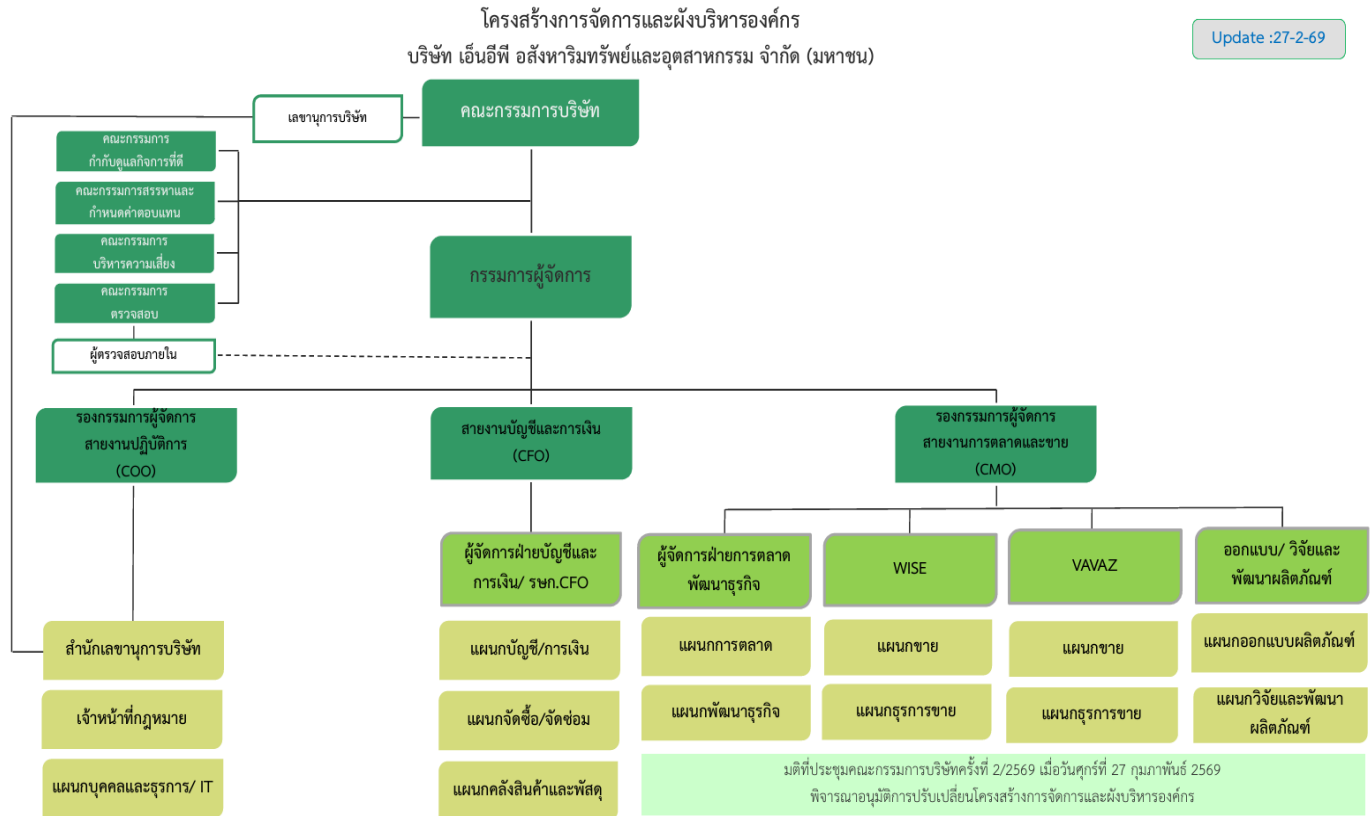 โครงสร้างการจัดการและผังบริหารองค์กร
บริษัท เอ็นอีพี อสังหาริมทรัพย์และอุตสาหกรรม จำกัด (มหาชน)
Update :27-2-69
เลขานุการบริษัท
คณะกรรมการบริษัท
คณะกรรมการ
กำกับดูแลกิจการที่ดี
คณะกรรมการสรรหาและ
กำหนดค่าตอบแทน
คณะกรรมการ
บริหารความเสี่ยง
คณะกรรมการ
ตรวจสอบ
ผู้ตรวจสอบภายใน
กรรมการผู้จัดการ
รองกรรมการผู้จัดการ
สายงานปฏิบัติการ
(COO)
สายงานบัญชีและการเงิน
(CFO)
รองกรรมการผู้จัดการ
สายงานการตลาดและขาย
(CMO)
ผู้จัดการฝ่ายบัญชีและ
การเงิน/ รษก.CFO
ผู้จัดการฝ่ายการตลาด
พัฒนาธุรกิจ
WISE
VAVAZ
ออกแบบ/ วิจัยและ
พัฒนาผลิตภัณฑ์
สำนักเลขานุการบริษัท
แผนกบัญชี/การเงิน
แผนกการตลาด
แผนกขาย
แผนกขาย
แผนกออกแบบผลิตภัณฑ์
เจ้าหน้าที่กฎหมาย
แผนกจัดซื้อ/จัดซ่อม
แผนกพัฒนาธุรกิจ
แผนกธุรการขาย
แผนกธุรการขาย
แผนกวิจัยและพัฒนา
ผลิตภัณฑ์
แผนกบุคคลและธุรการ/ IT
แผนกคลังสินค้าและพัสดุ
มติที่ประชุมคณะกรรมการบริษัทครั้งที่ 2/2569 เมื่อวันศุกร์ที่ 27 กุมภาพันธ์ 2569
พิจารณาอนุมัติการปรับเปลี่ยนโครงสร้างการจัดการและผังบริหารองค์กร